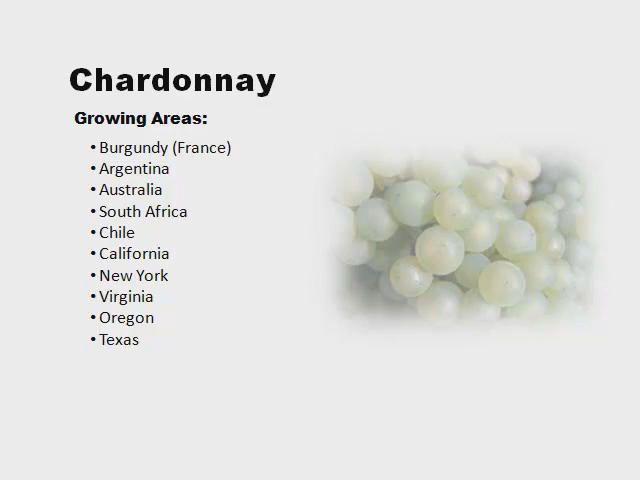 Chardonnay
Growing Areas:
• Burgundy (France)
• Argentina
• Australia
• South Africa
• Chile
• California
• New York
• Virginia
• Oregon
• Texas